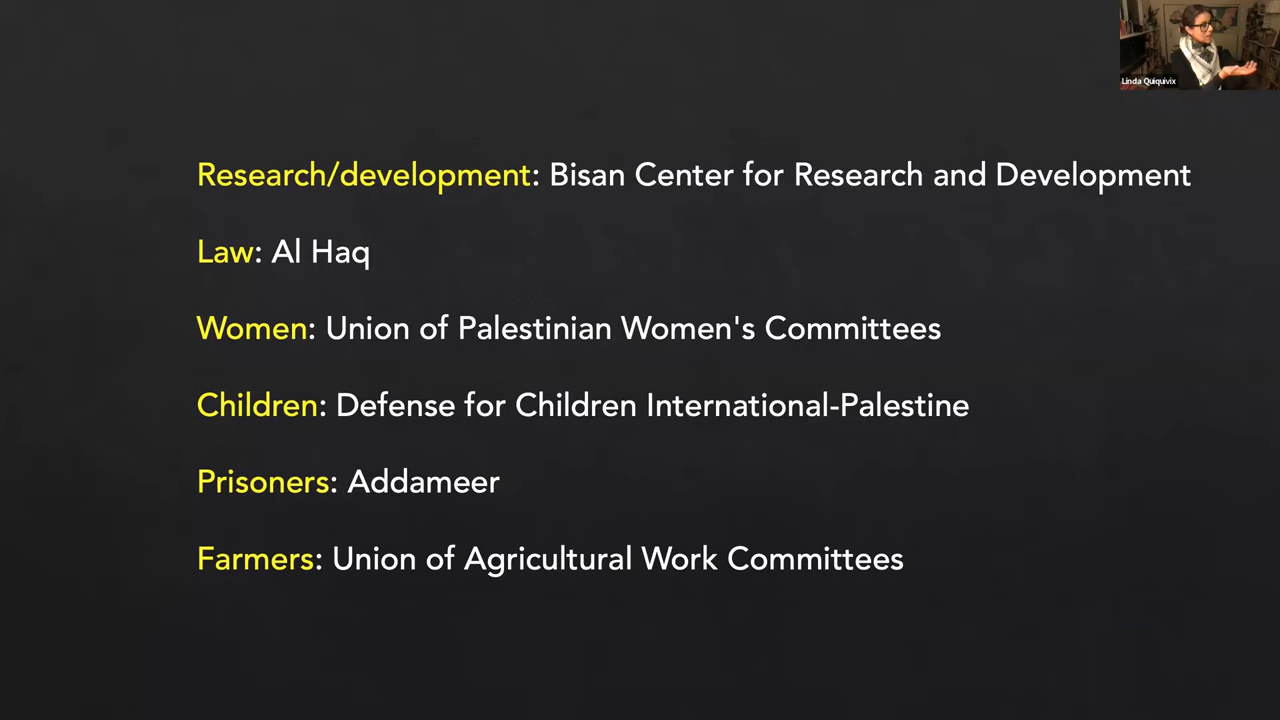 Linda Quiquivix
Research/development: Bisan Center for Research and Development
Law: Al Haq
Women: Union of Palestinian Women's Committees
Children: Defense for Children International-Palestine
Prisoners: Addameer
Farmers: Union of Agricultural Work Committees